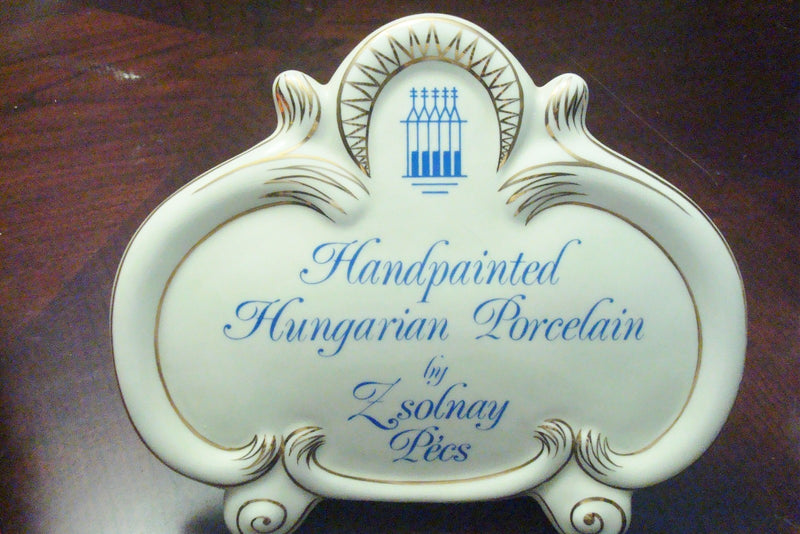 Handpainted
Hungarian Porcelain
by
Zsolnay
Pécs